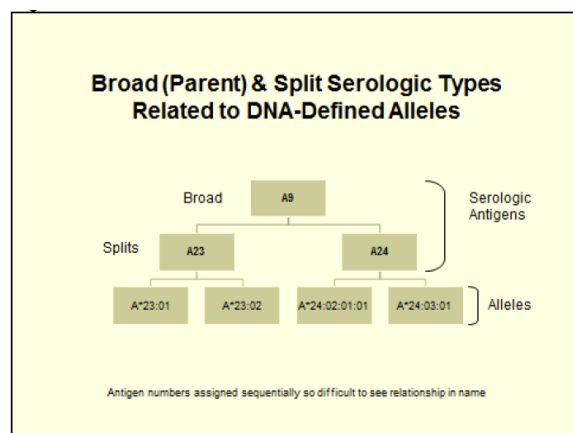 Broad (Parent) & Split Serologic Types
Related to DNA-Defined Alleles
Broad
A9
Serologic
Antigens
Splits
A23
A24
A*23:01
A*23:02
A*24:02:01:01
A*24:03:01
Alleles
Antigen numbers assigned sequentially so difficult to see relationship in name